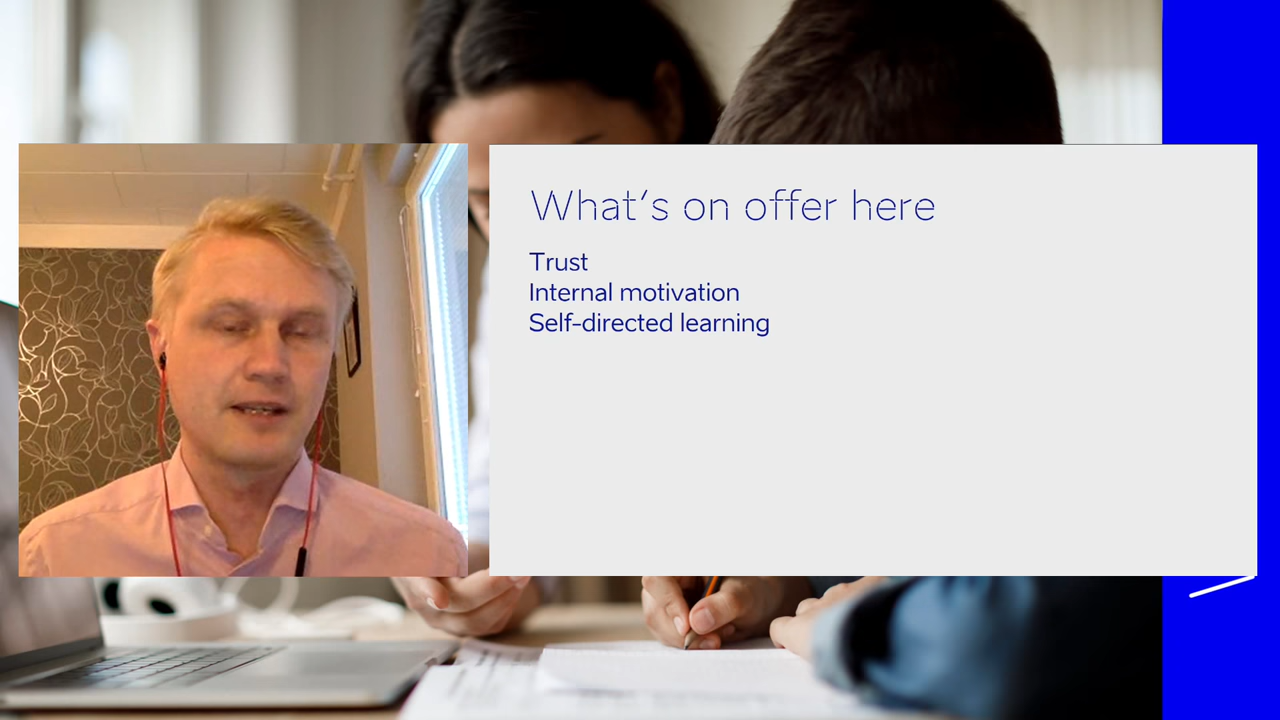 What's on offer here
Trust
Internal motivation
Self-directed learning